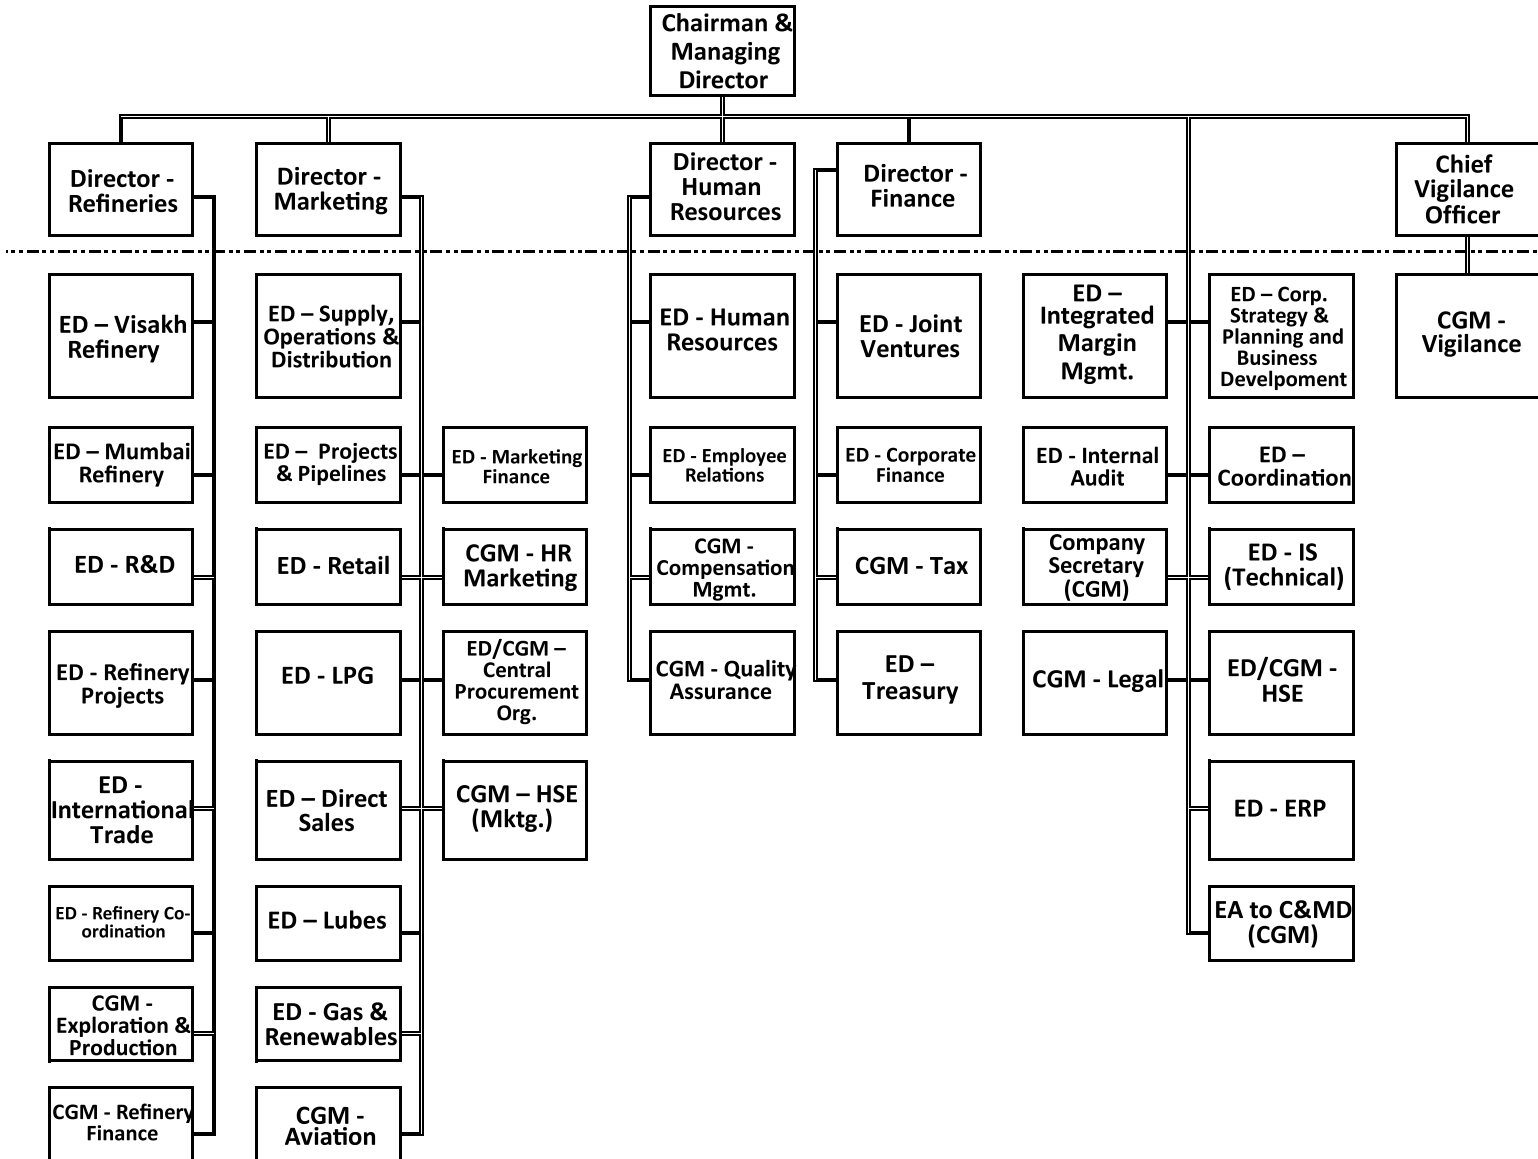 Chairman &
Managing
Director
Director -
Refineries
Director -
Marketing
Director -
Human
Resources
Director -
Finance
Chief
Vigilance
Officer
ED – Visakh
Refinery
ED – Supply,
Operations &
Distribution
ED - Human
Resources
ED - Joint
Ventures
ED –
Integrated
Margin
Mgmt.
ED – Corp.
Strategy &
Planning and
Business
Develpoment
CGM -
Vigilance
ED – Mumbai
Refinery
ED – Projects
& Pipelines
ED - Marketing
Finance
ED - Employee
Relations
ED - Corporate
Finance
ED - Internal
Audit
ED –
Coordination
ED - R&D
ED - Retail
CGM - HR
Marketing
CGM -
Compensation
Mgmt.
CGM - Tax
Company
Secretary
(CGM)
ED - IS
(Technical)
ED - Refinery
Projects
ED - LPG
ED/CGM –
Central
Procurement
Org.
CGM - Quality
Assurance
ED –
Treasury
CGM - Legal
ED/CGM -
HSE
ED -
International
Trade
ED – Direct
Sales
CGM – HSE
(Mktg.)
ED - ERP
ED - Refinery Co-
ordination
ED – Lubes
EA to C&MD
(CGM)
CGM -
Exploration &
Production
ED - Gas &
Renewables
CGM - Refinery
Finance
CGM -
Aviation